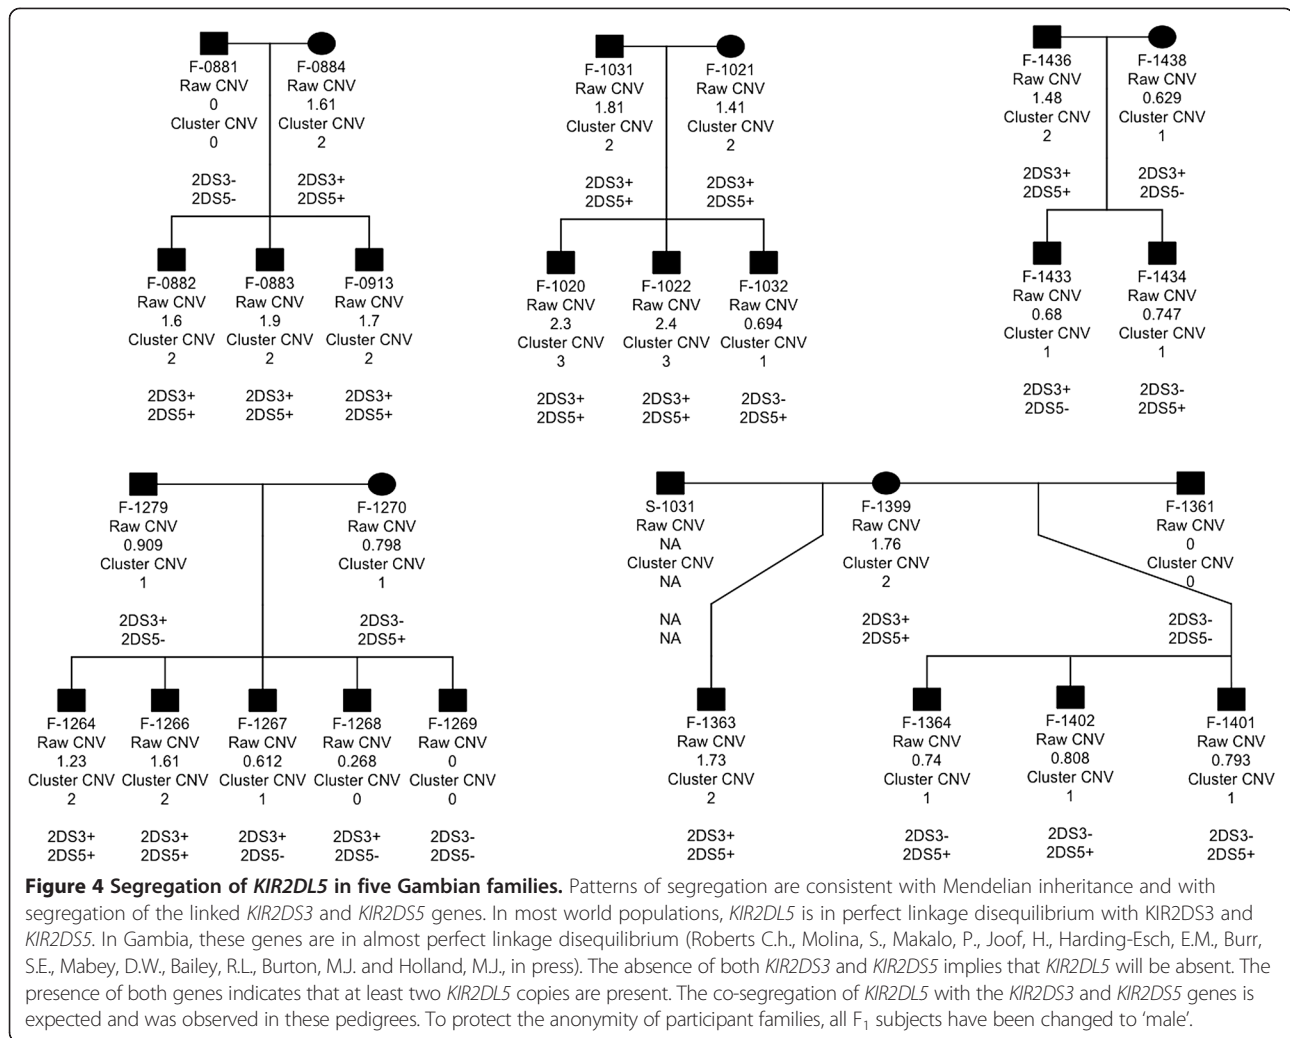 F-0881
Raw CNV
0
Cluster CNV
0
2DS3-
2DS5-
F-0884
Raw CNV
1.61
Cluster CNV
2
2DS3+
2DS5+
F-0882
Raw CNV
1.6
Cluster CNV
2
2DS3+
2DS5+
F-0883
Raw CNV
1.9
Cluster CNV
2
2DS3+
2DS5+
F-0913
Raw CNV
1.7
Cluster CNV
2
2DS3+
2DS5+
F-1031
Raw CNV
1.81
Cluster CNV
2
2DS3+
2DS5+
F-1021
Raw CNV
1.41
Cluster CNV
2
2DS3+
2DS5+
F-1020
Raw CNV
2.3
Cluster CNV
3
2DS3+
2DS5+
F-1022
Raw CNV
2.4
Cluster CNV
3
2DS3+
2DS5+
F-1032
Raw CNV
0.694
Cluster CNV
1
2DS3-
2DS5+
F-1436
Raw CNV
1.48
Cluster CNV
2
2DS3+
2DS5+
F-1438
Raw CNV
0.629
Cluster CNV
1
2DS3+
2DS5-
F-1433
Raw CNV
0.68
Cluster CNV
1
2DS3+
2DS5-
F-1434
Raw CNV
0.747
Cluster CNV
1
2DS3-
2DS5+
F-1279
Raw CNV
0.909
Cluster CNV
1
2DS3+
2DS5-
F-1270
Raw CNV
0.798
Cluster CNV
1
2DS3-
2DS5+
F-1264
Raw CNV
1.23
Cluster CNV
2
2DS3+
2DS5+
F-1266
Raw CNV
1.61
Cluster CNV
2
2DS3+
2DS5+
F-1267
Raw CNV
0.612
Cluster CNV
1
2DS3+
2DS5-
F-1268
Raw CNV
0.268
Cluster CNV
0
2DS3+
2DS5-
F-1269
Raw CNV
0
Cluster CNV
0
2DS3-
2DS5-
S-1031
Raw CNV
NA
Cluster CNV
NA
NA
NA
F-1399
Raw CNV
1.76
Cluster CNV
2
2DS3+
2DS5+
F-1361
Raw CNV
0
Cluster CNV
0
2DS3-
2DS5-
F-1363
Raw CNV
1.73
Cluster CNV
2
2DS3+
2DS5+
F-1364
Raw CNV
0.74
Cluster CNV
1
2DS3-
2DS5+
F-1402
Raw CNV
0.808
Cluster CNV
1
2DS3-
2DS5+
F-1401
Raw CNV
0.793
Cluster CNV
1
2DS3-
2DS5+
Figure 4 Segregation of KIR2DL5 in five Gambian families. Patterns of segregation are consistent with Mendelian inheritance and with
segregation of the linked KIR2DS3 and KIR2DS5 genes. In most world populations, KIR2DL5 is in perfect linkage disequilibrium with KIR2DS3 and
KIR2DS5. In Gambia, these genes are in almost perfect linkage disequilibrium (Roberts C.h., Molina, S., Makalo, P., Joof, H., Harding-Esch, E.M., Burr,
S.E., Mabey, D.W., Bailey, R.L., Burton, M.J. and Holland, M.J., in press). The absence of both KIR2DS3 and KIR2DS5 implies that KIR2DL5 will be absent. The
presence of both genes indicates that at least two KIR2DL5 copies are present. The co-segregation of KIR2DL5 with the KIR2DS3 and KIR2DS5 genes is
expected and was observed in these pedigrees. To protect the anonymity of participant families, all F₁ subjects have been changed to ‘male’.